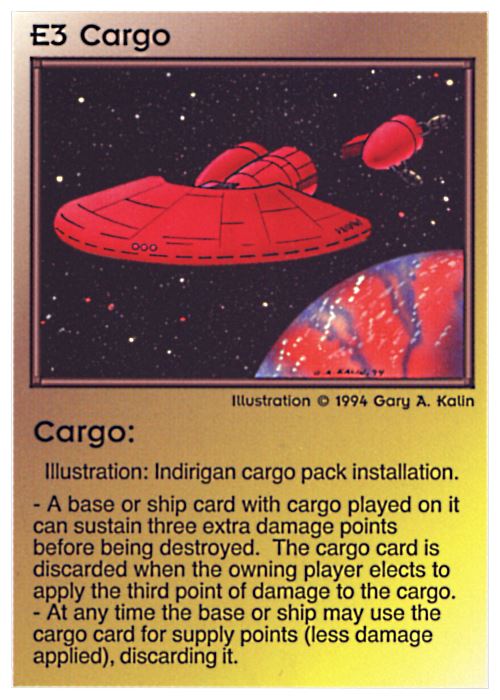 E3 Cargo
G.A. KALIN, 94
Illustration © 1994 Gary A. Kalin
Cargo:
Illustration: Indirigan cargo pack installation.
- A base or ship card with cargo played on it
can sustain three extra damage points
before being destroyed. The cargo card is
discarded when the owning player elects to
apply the third point of damage to the cargo.
- At any time the base or ship may use the
cargo card for supply points (less damage
applied), discarding it.